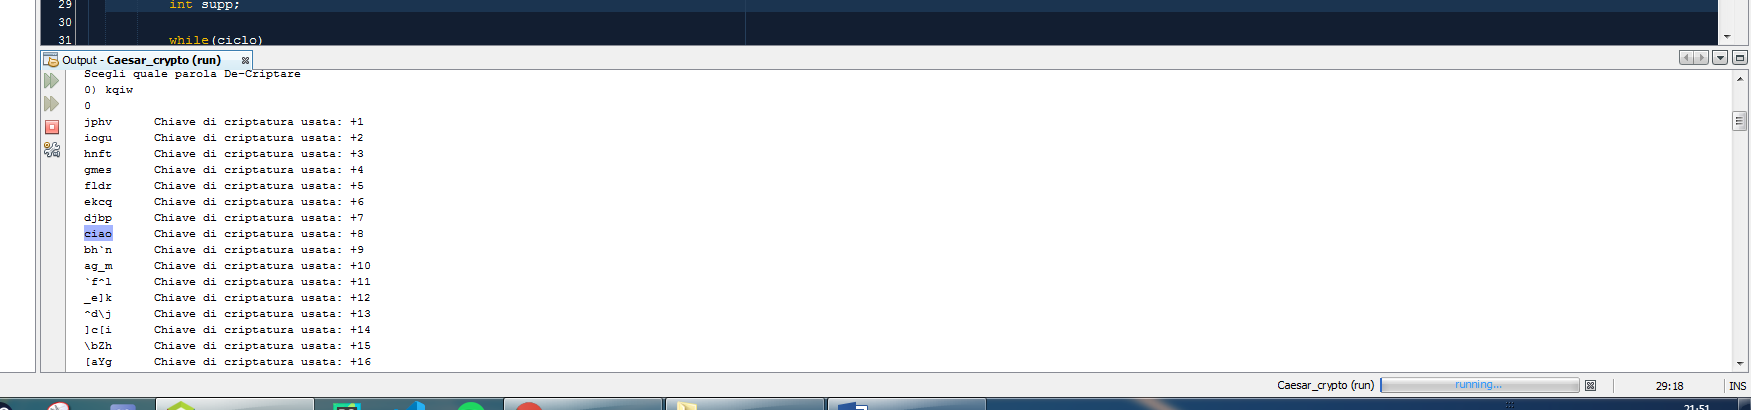 29 int supp;
30
31 while(ciclo)
Output - Caesar_crypto (run)
Scegli quale parola De-Criptare
0) kqiw
0
jphv Chiave di criptatura usata: +1
iogu Chiave di criptatura usata: +2
hnft Chiave di criptatura usata: +3
gmes Chiave di criptatura usata: +4
fldr Chiave di criptatura usata: +5
ekcq Chiave di criptatura usata: +6
djbp Chiave di criptatura usata: +7
ciao Chiave di criptatura usata: +8
bh`n Chiave di criptatura usata: +9
ag_m Chiave di criptatura usata: +10
`f^l Chiave di criptatura usata: +11
_e]k Chiave di criptatura usata: +12
^d\j Chiave di criptatura usata: +13
]c[i Chiave di criptatura usata: +14
\bZh Chiave di criptatura usata: +15
[aYg Chiave di criptatura usata: +16
Caesar_crypto (run) running... 29:18 INS
21:51